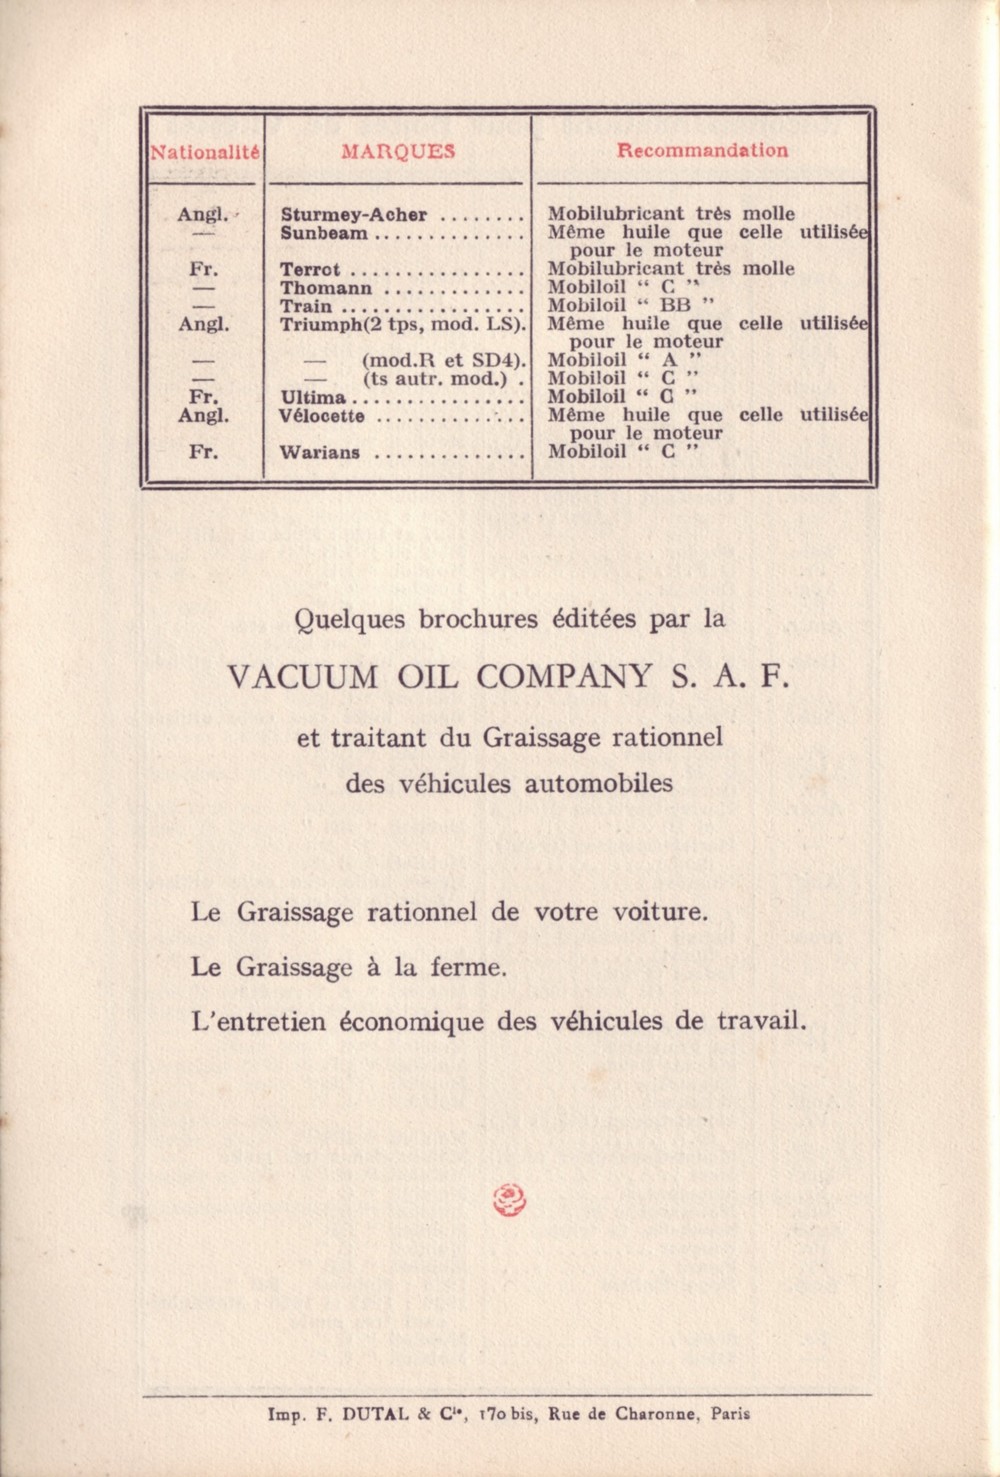 Nationalité MARQUES Recommandation
Angl. Sturmey-Acher ........ Mobilubricant très molle
— Sunbeam .............. Même huile que celle utilisée
pour le moteur
Fr. Terrot ................ Mobilubricant très molle
— Thomann ............. Mobiloil “ C ”
— Train ................. Mobiloil “ BB ”
Angl. Triumph(2 tps, mod. LS). Même huile que celle utilisée
pour le moteur
— — (mod.R et SD4). Mobiloil “ A ”
— — (ts autr. mod.) . Mobiloil “ C ”
Fr. Ultima ................ Mobiloil “ C ”
Angl. Vélocette .............. Même huile que celle utilisée
pour le moteur
Fr. Warians .............. Mobiloil “ C ”
Quelques brochures éditées par la
VACUUM OIL COMPANY S. A. F.
et traitant du Graissage rationnel
des véhicules automobiles
Le Graissage rationnel de votre voiture.
Le Graissage à la ferme.
L'entretien économique des véhicules de travail.
Imp. F. DUTAL & Cie, 170 bis, Rue de Charonne, Paris